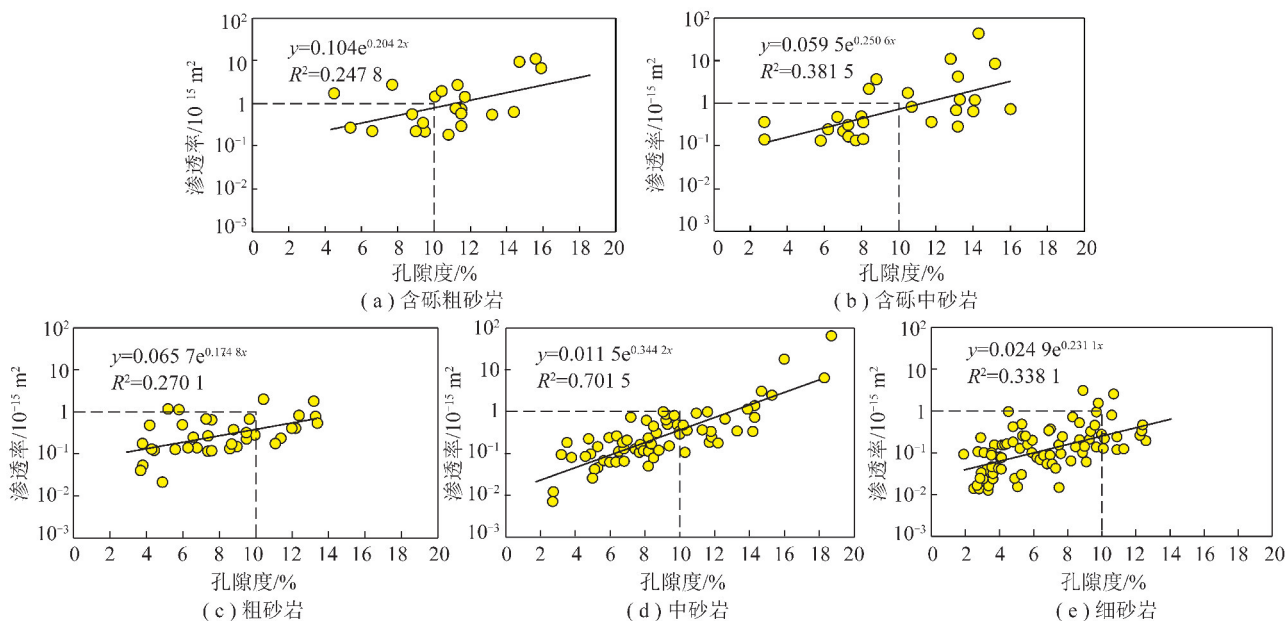 渗透率/10⁻¹⁵ m²
10²
10
1
10⁻¹
10⁻²
10⁻³
y=0.104e^{0.204 2x}
R²=0.247 8
0 2 4 6 8 10 12 14 16 18 20
孔隙度/%
(a)含砾粗砂岩
渗透率/10⁻¹⁵ m²
10²
10
1
10⁻¹
10⁻²
10⁻³
y=0.059 5e^{0.250 6x}
R²=0.381 5
0 2 4 6 8 10 12 14 16 18 20
孔隙度/%
(b)含砾中砂岩
渗透率/10⁻¹⁵ m²
10²
10
1
10⁻¹
10⁻²
10⁻³
y=0.065 7e^{0.174 8x}
R²=0.270 1
0 2 4 6 8 10 12 14 16 18 20
孔隙度/%
(c)粗砂岩
渗透率/10⁻¹⁵ m²
10²
10
1
10⁻¹
10⁻²
10⁻³
y=0.011 5e^{0.344 2x}
R²=0.701 5
0 2 4 6 8 10 12 14 16 18 20
孔隙度/%
(d)中砂岩
渗透率/10⁻¹⁵ m²
10²
10
1
10⁻¹
10⁻²
10⁻³
y=0.024 9e^{0.231 1x}
R²=0.338 1
0 2 4 6 8 10 12 14 16 18 20
孔隙度/%
(e)细砂岩